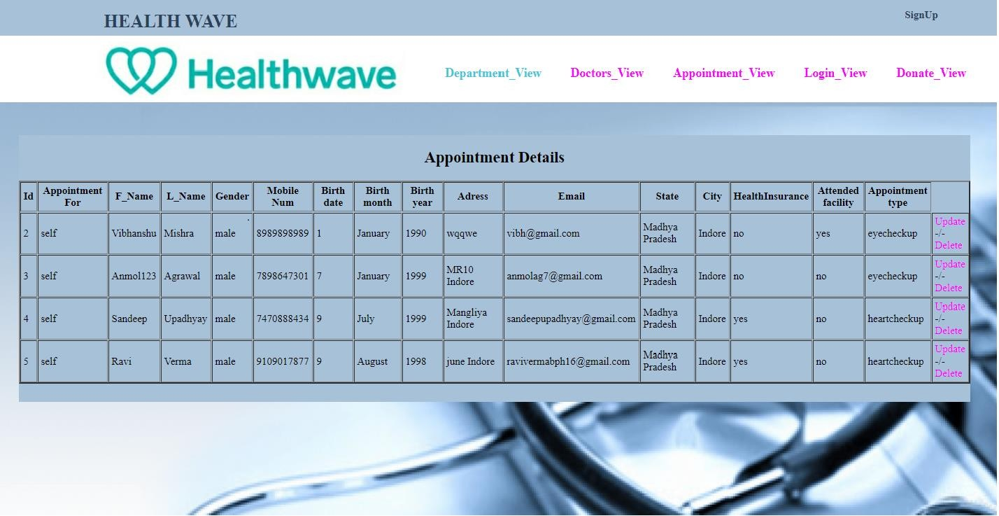 HEALTH WAVE SignUp
Healthwave Department_View Doctors_View Appointment_View Login_View Donate_View
Appointment Details
Id Appointment For F_Name L_Name Gender Mobile Num Birth date Birth month Birth year Adress Email State City HealthInsurance Attended facility Appointment type
2 self Vibhanshu Mishra male 8989898989 1 January 1990 wqqwe vibh@gmail.com Madhya Pradesh Indore no yes eyecheckup Update -/- Delete
3 self Anmol123 Agrawal male 7898647301 7 January 1999 MR10 Indore anmolag7@gmail.com Madhya Pradesh Indore no no eyecheckup Update -/- Delete
4 self Sandeep Upadhyay male 7470888434 9 July 1999 Mangliya Indore sandeepupadhyay@gmail.com Madhya Pradesh Indore yes no heartcheckup Update -/- Delete
5 self Ravi Verma male 9109017877 9 August 1998 june Indore ravivermabph16@gmail.com Madhya Pradesh Indore yes no heartcheckup Update -/- Delete